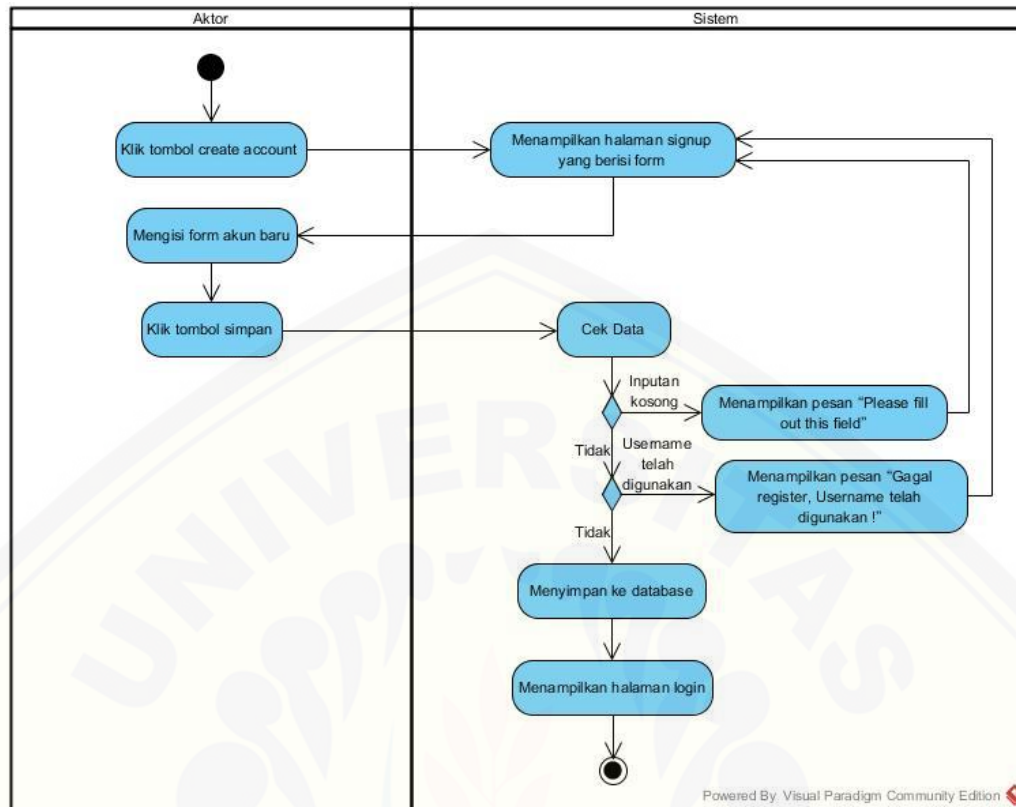 Aktor
Sistem
Klik tombol create account
Menampilkan halaman signup
yang berisi form
Mengisi form akun baru
Klik tombol simpan
Cek Data
Inputan
kosong
Menampilkan pesan “Please fill
out this field”
Tidak
Username
telah
digunakan
Menampilkan pesan “Gagal
register, Username telah
digunakan !”
Tidak
Menyimpan ke database
Menampilkan halaman login
UNIVERSITAS
Powered By Visual Paradigm Community Edition